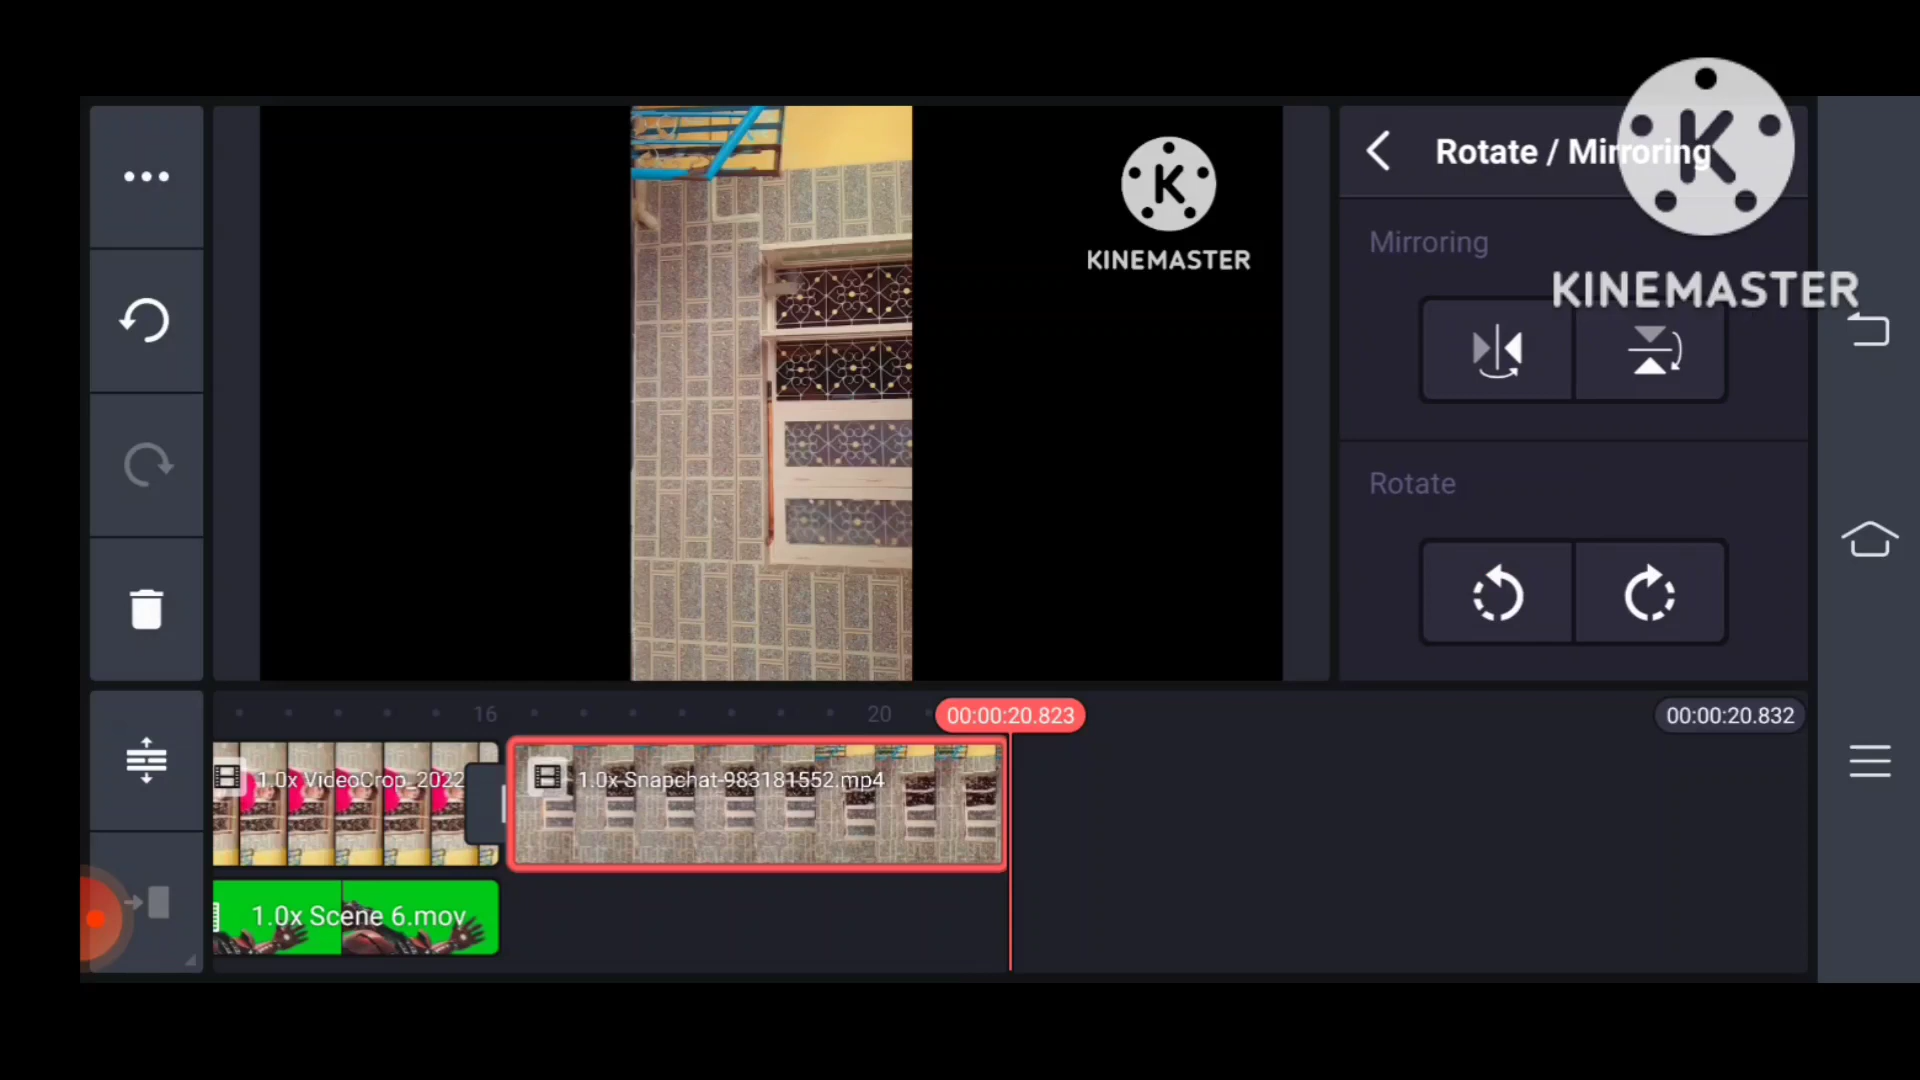 Rotate / Mirroring
K
KINEMASTER
Mirroring
K
KINEMASTER
Rotate
16
20
00:00:20.823
00:00:20.832
1.0x VideoCrop_2022
1.0x Snapchat-983181552.mp4
1.0x Scene 6.mov